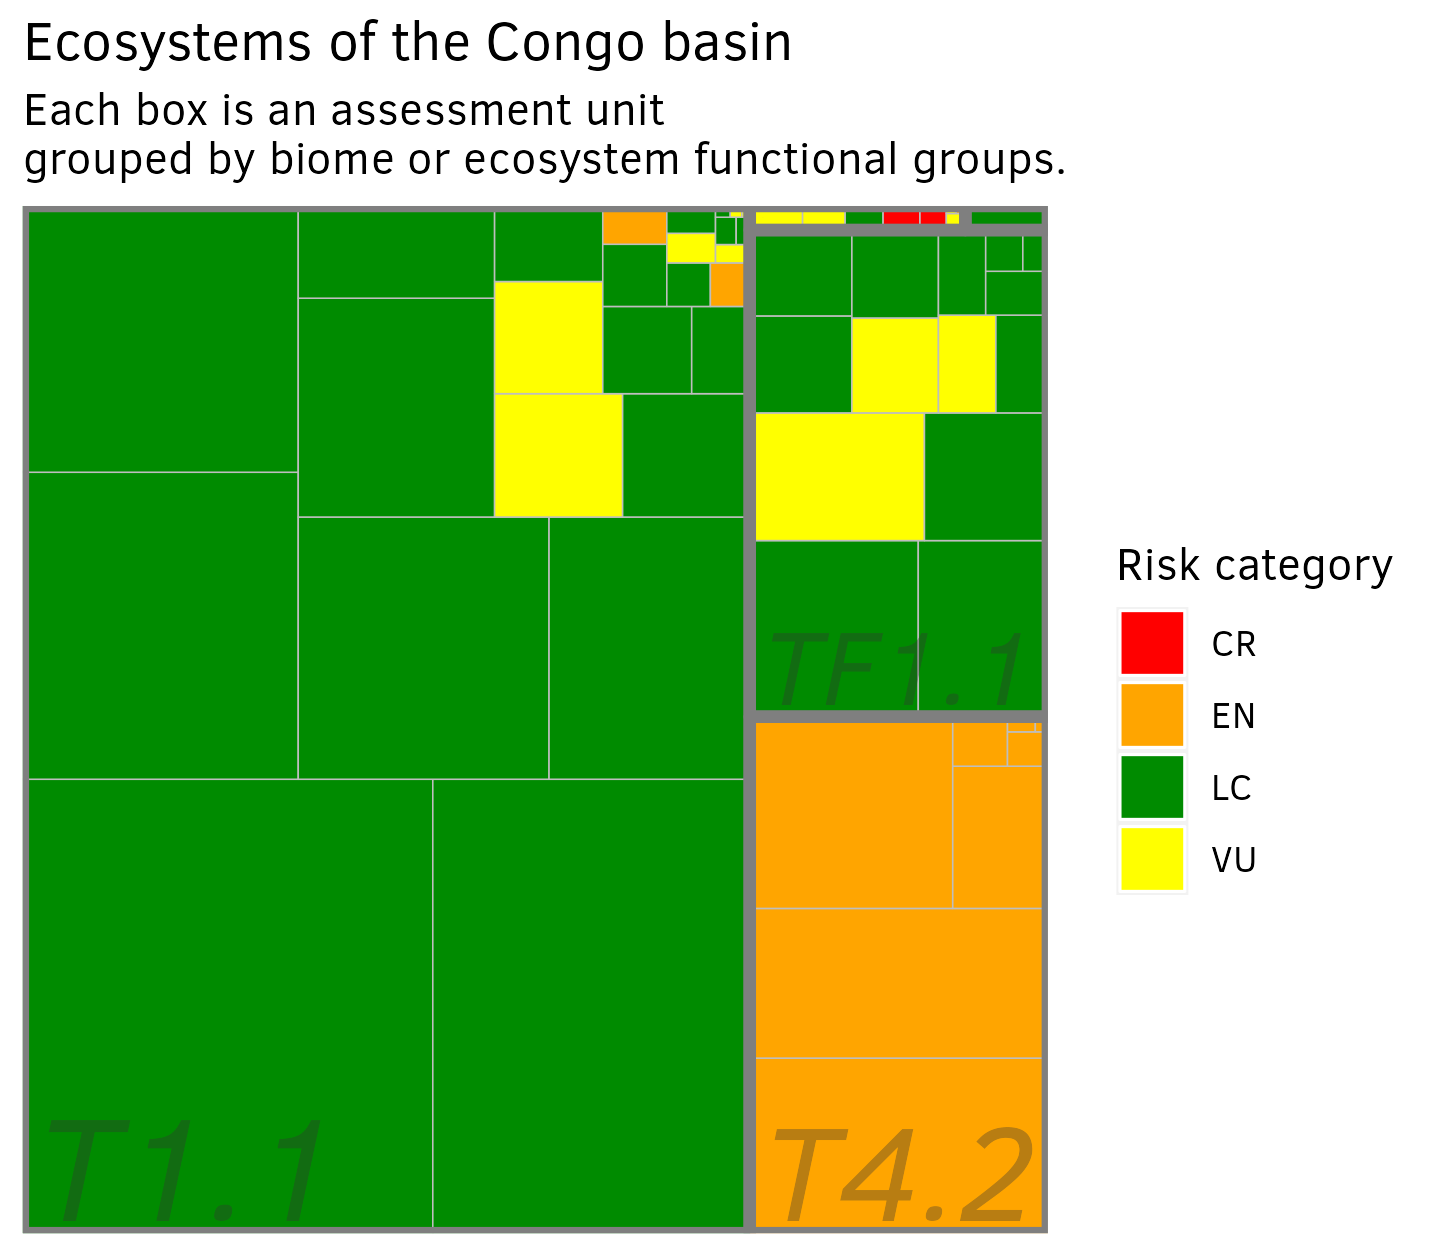 Ecosystems of the Congo basin
Each box is an assessment unit
grouped by biome or ecosystem functional groups.
TF1.1
T1.1
T4.2
Risk category
CR
EN
LC
VU